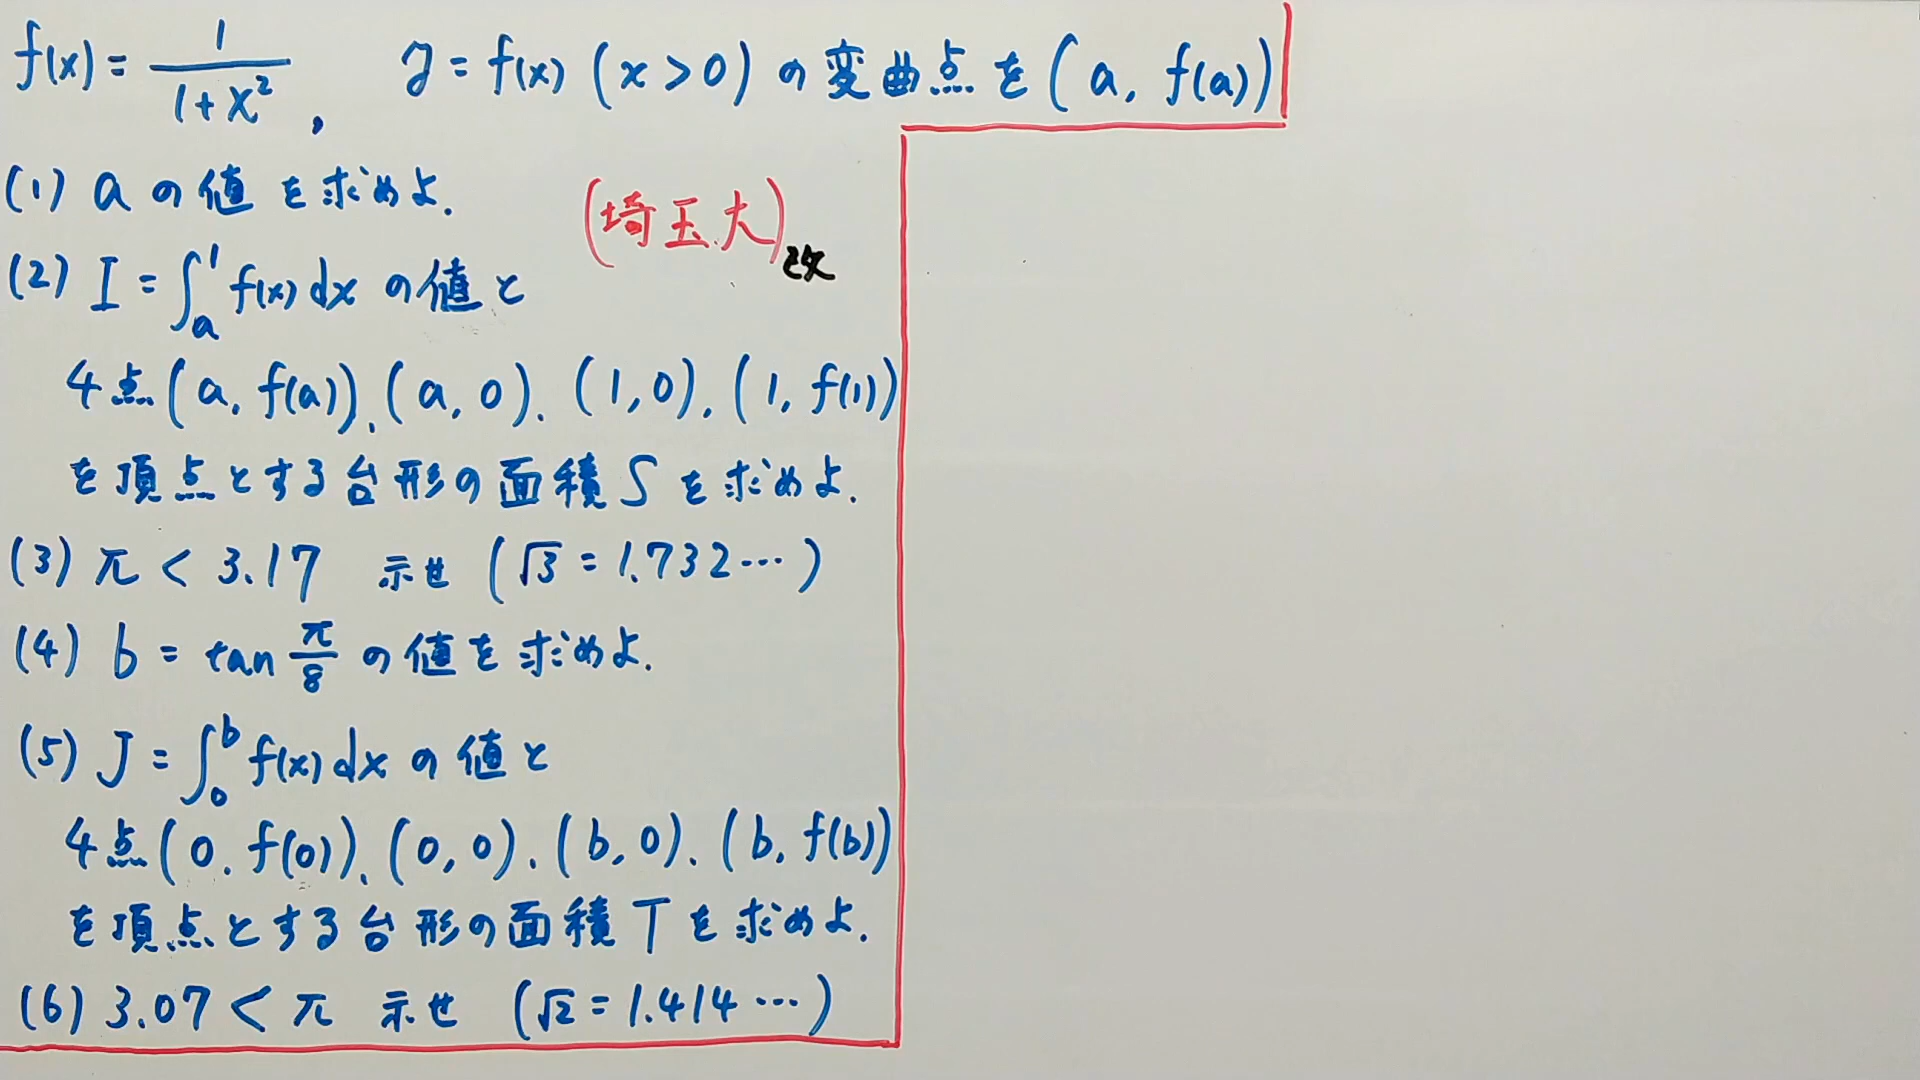 f(x) = 1/(1+x²), y = f(x) (x>0) の変曲点を (a, f(a))
(1) a の値を求めよ.
(埼玉大)改
(2) I = ∫ₐ¹ f(x) dx の値と
4点 (a, f(a)), (a, 0), (1, 0), (1, f(1))
を頂点とする台形の面積 S を求めよ.
(3) π < 3.17 示せ (√3 = 1.732…)
(4) b = tan π/8 の値を求めよ.
(5) J = ∫₀ᵇ f(x) dx の値と
4点 (0, f(0)), (0, 0), (b, 0), (b, f(b))
を頂点とする台形の面積 T を求めよ.
(6) 3.07 < π 示せ (√2 = 1.414…)